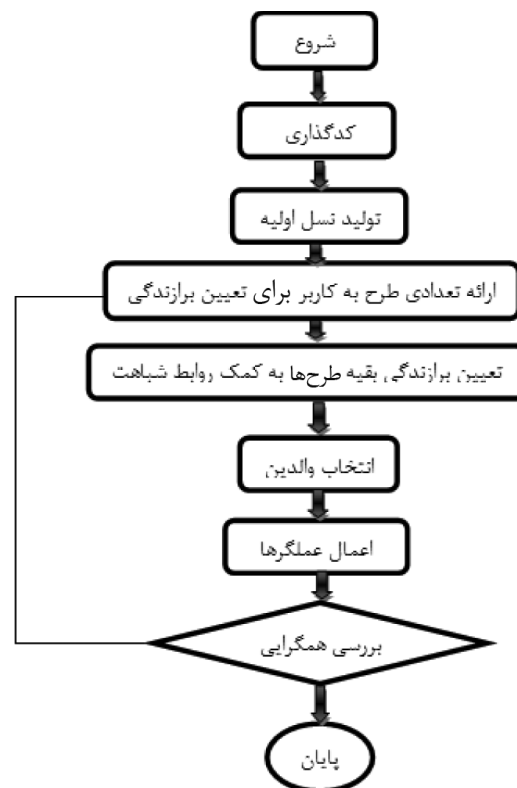 شروع
کدگذاری
تولید نسل اولیه
ارائه تعدادی طرح به کاربر برای تعیین برازندگی
تعیین برازندگی بقیه طرح‌ها به کمک روابط شباهت
انتخاب والدین
اعمال عملگرها
بررسی همگرایی
پایان